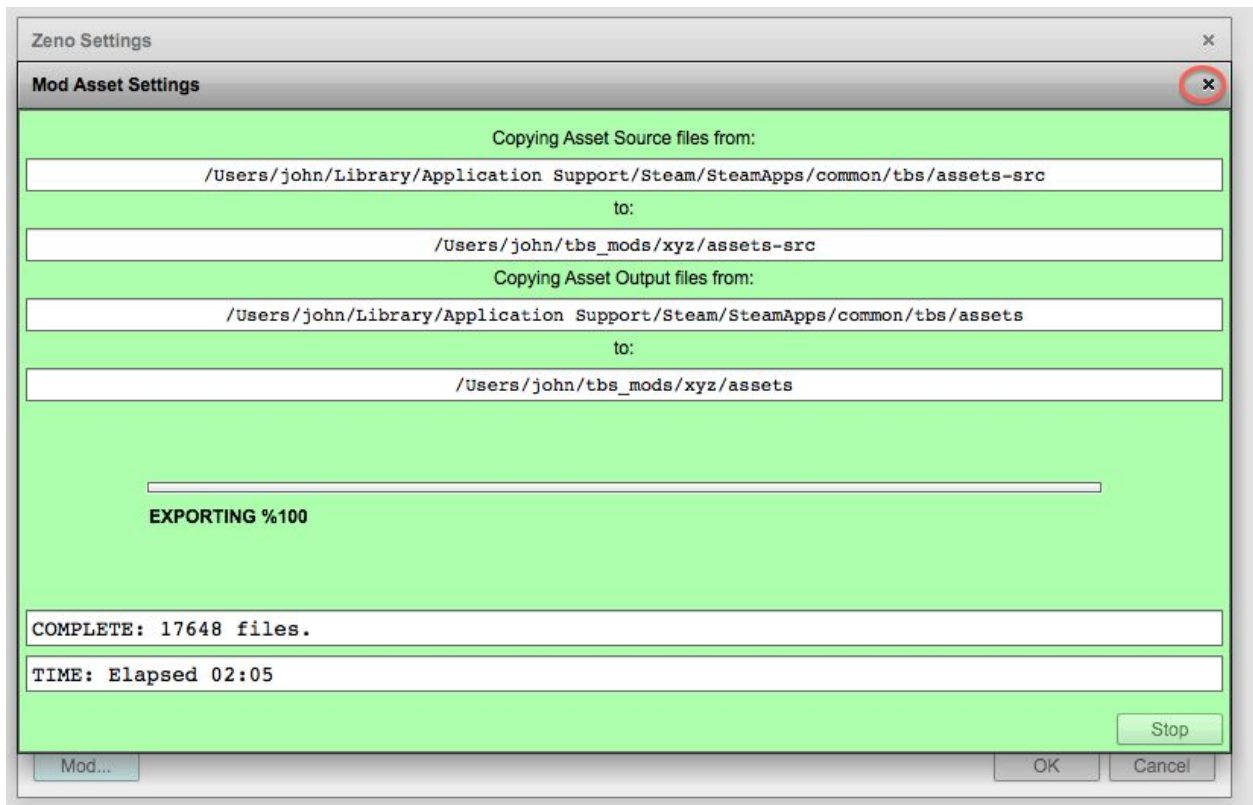 Zeno Settings
×
Mod Asset Settings
×
Copying Asset Source files from:
/Users/john/Library/Application Support/Steam/SteamApps/common/tbs/assets-src
to:
/Users/john/tbs_mods/xyz/assets-src
Copying Asset Output files from:
/Users/john/Library/Application Support/Steam/SteamApps/common/tbs/assets
to:
/Users/john/tbs_mods/xyz/assets
EXPORTING %100
COMPLETE: 17648 files.
TIME: Elapsed 02:05
Stop
Mod... OK Cancel